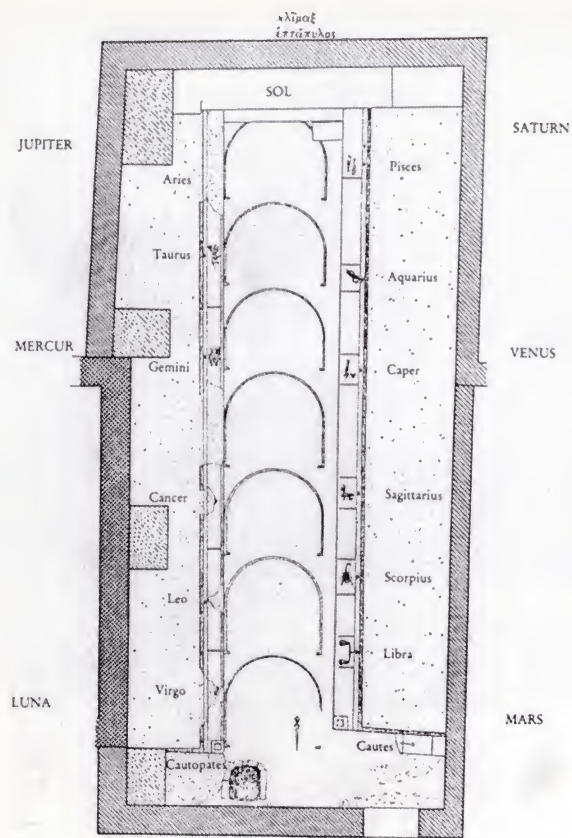 κλῖμαξ
ἑπτάπυλος
SOL
JUPITER
SATURN
Aries
Pisces
Taurus
Aquarius
MERCUR
VENUS
Gemini
Caper
Cancer
Sagittarius
Leo
Scorpius
Libra
Virgo
LUNA
MARS
Cautes
Cautopates